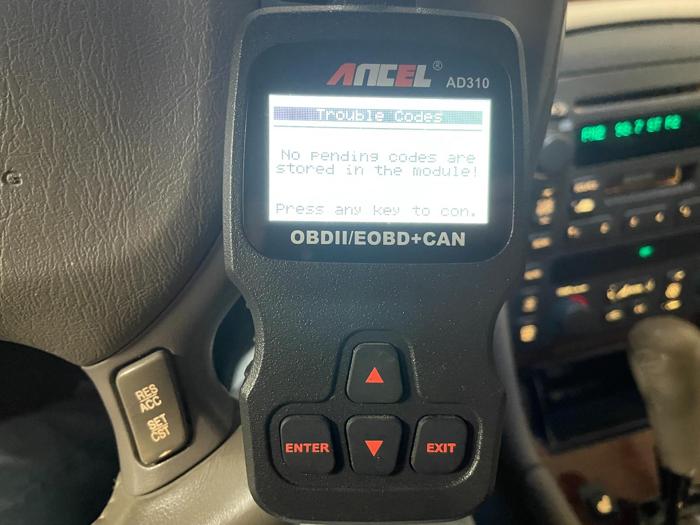 ANCEL®
AD310
Trouble Codes
No pending codes are
stored in the module!
Press any key to con.
OBDII/EOBD+CAN
ENTER
EXIT
RES
ACC
SET
CST
G